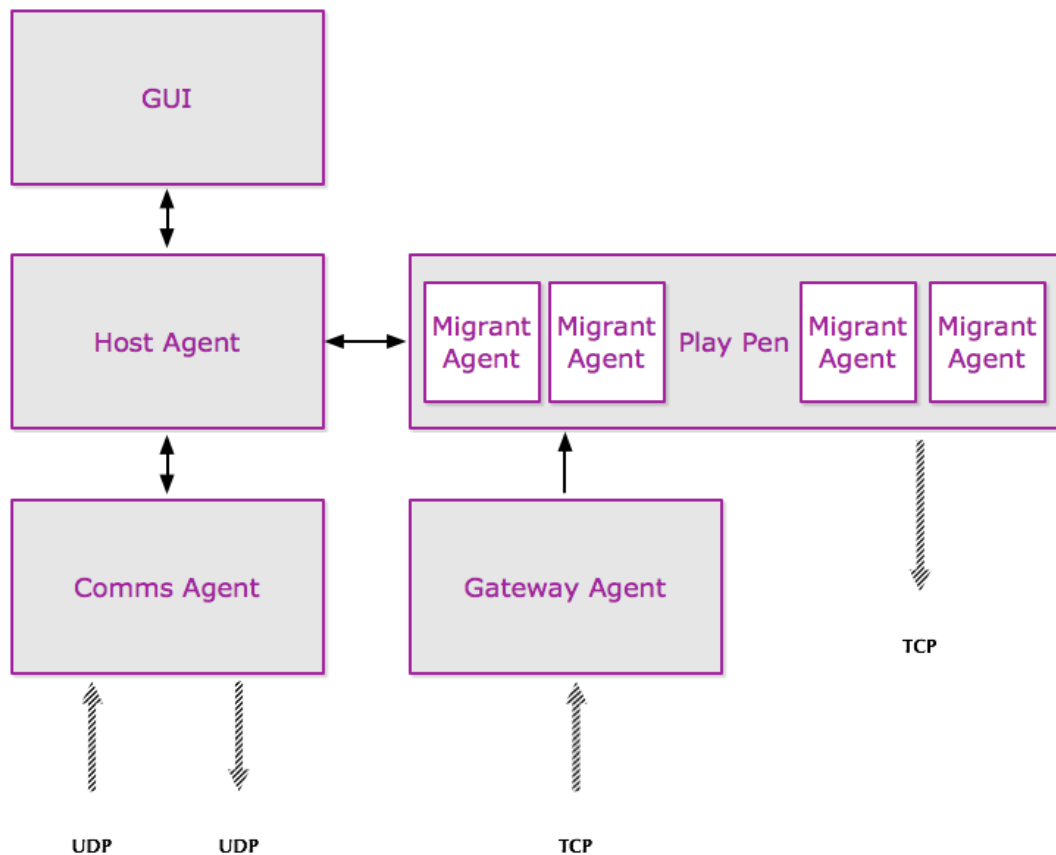 GUI
Host Agent
Migrant
Agent
Migrant
Agent
Play Pen
Migrant
Agent
Migrant
Agent
Comms Agent
Gateway Agent
TCP
UDP
UDP
TCP